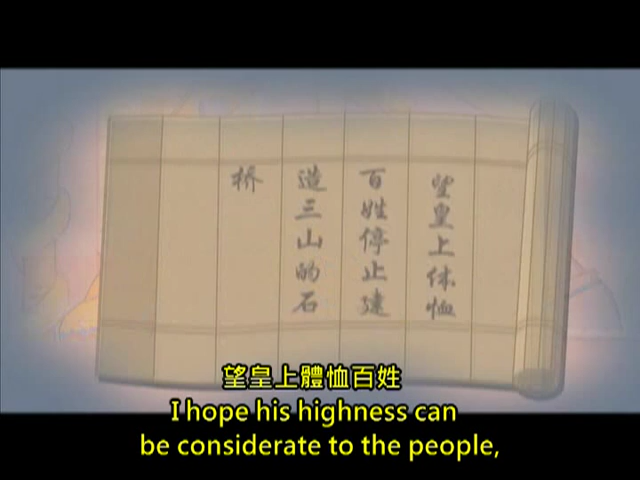 望皇上体恤
百姓停止建
造三山的石
桥
望皇上體恤百姓
I hope his highness can
be considerate to the people,